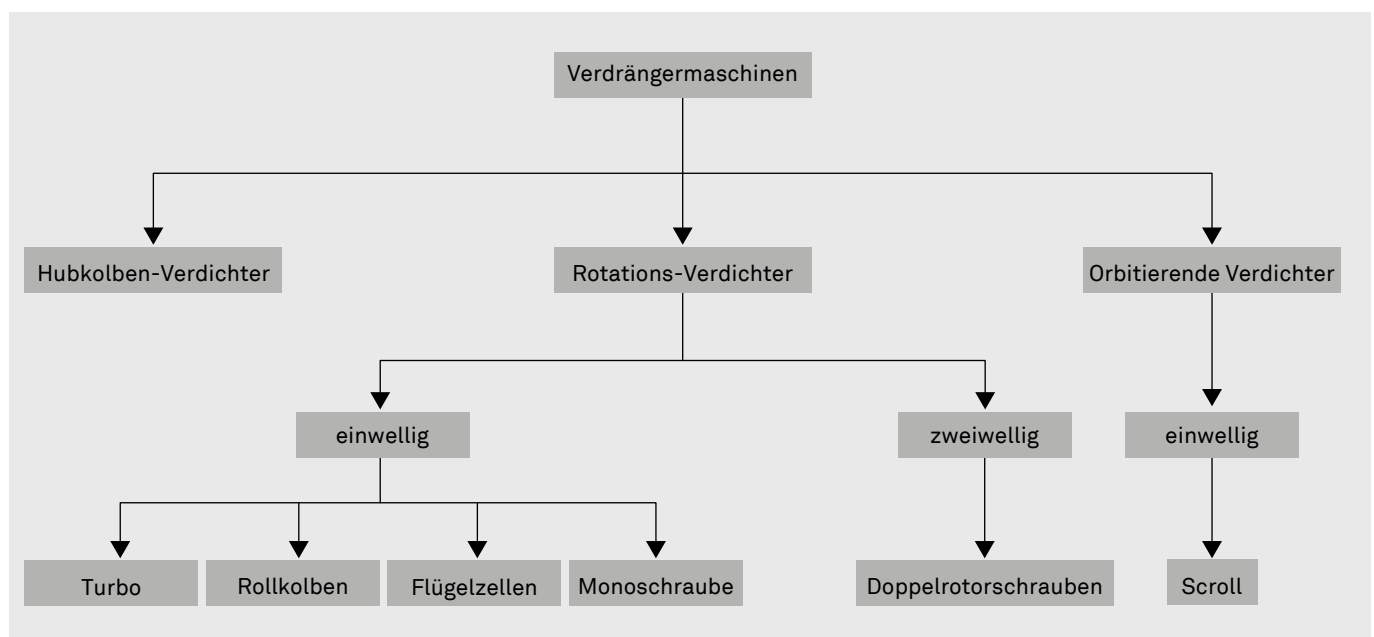 Verdrängermaschinen
Hubkolben-Verdichter
Rotations-Verdichter
Orbitierende Verdichter
einwellig
zweiwellig
einwellig
Turbo
Rollkolben
Flügelzellen
Monoschraube
Doppelrotorschrauben
Scroll